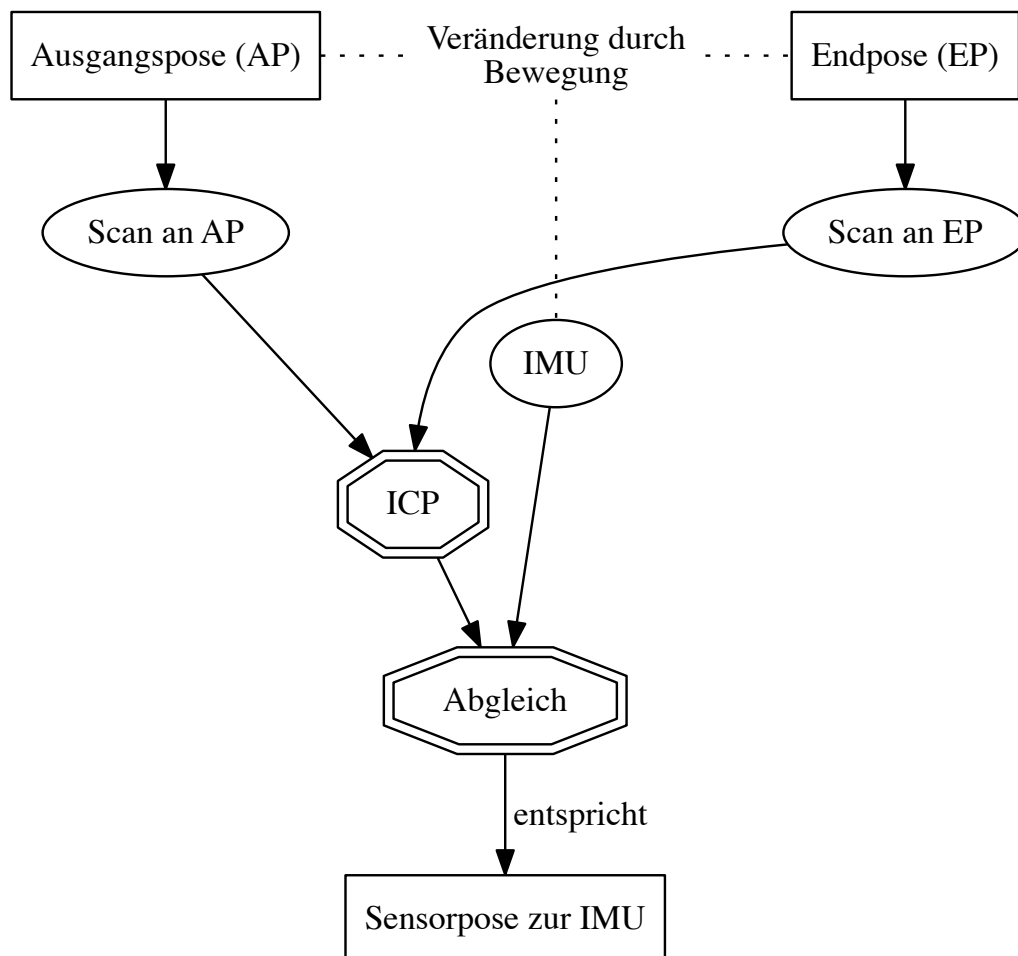 Ausgangspose (AP)
Veränderung durch
Bewegung
Endpose (EP)
Scan an AP
Scan an EP
IMU
ICP
Abgleich
entspricht
Sensorpose zur IMU